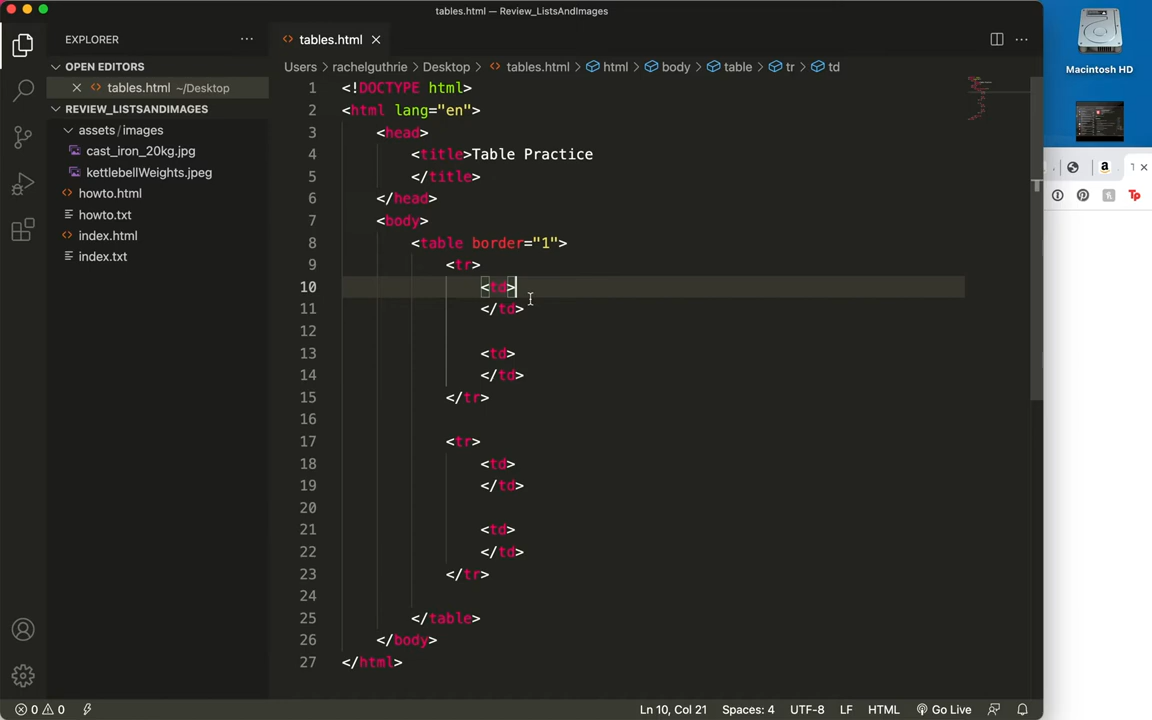 tables.html — Review_ListsAndImages
EXPLORER
OPEN EDITORS
tables.html ~/Desktop
REVIEW_LISTSANDIMAGES
assets/images
cast_iron_20kg.jpg
kettlebellWeights.jpeg
howto.html
howto.txt
index.html
index.txt
tables.html
Users > rachelguthrie > Desktop > tables.html > html > body > table > tr > td
1 <!DOCTYPE html>
2 <html lang="en">
3 <head>
4 <title>Table Practice
5 </title>
6 </head>
7 <body>
8 <table border="1">
9 <tr>
10 <td>
11 </td>
12
13 <td>
14 </td>
15 </tr>
16
17 <tr>
18 <td>
19 </td>
20
21 <td>
22 </td>
23 </tr>
24
25 </table>
26 </body>
27 </html>
0 0
Ln 10, Col 21 Spaces: 4 UTF-8 LF HTML Go Live
Macintosh HD
a 1
Tp